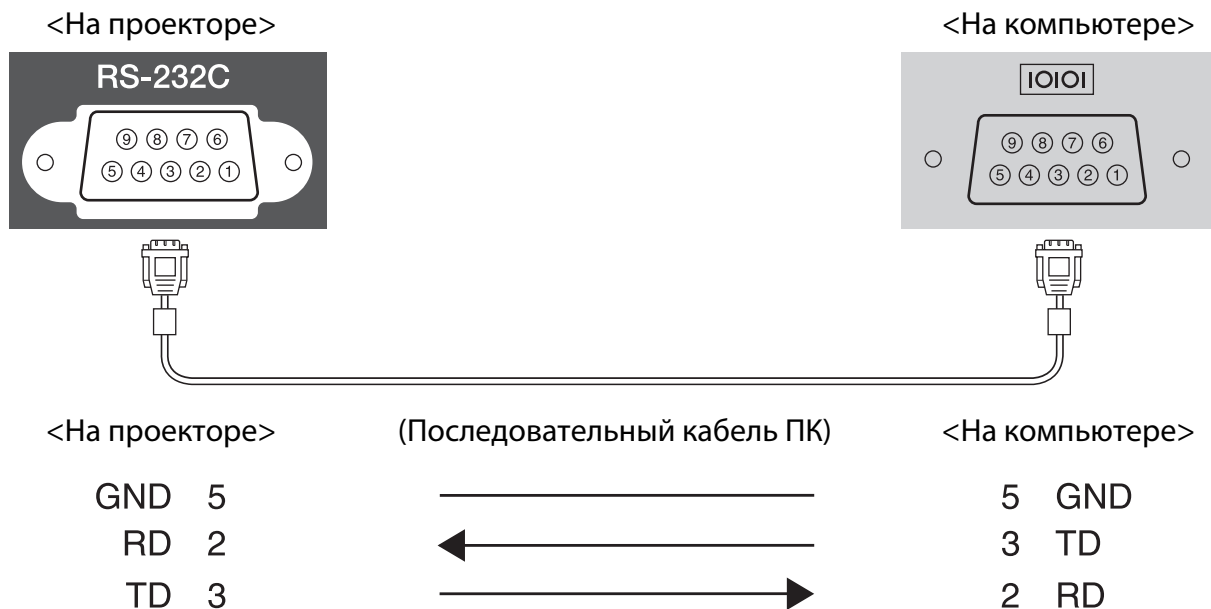 <На проекторе> <На компьютере>
RS-232C IOIOI
9 8 7 6 9 8 7 6
5 4 3 2 1 5 4 3 2 1
<На проекторе> (Последовательный кабель ПК) <На компьютере>
GND 5 5 GND
RD 2 3 TD
TD 3 2 RD